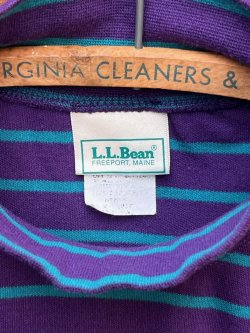 RGINIA CLEANERS &
L.L.Bean®
FREEPORT, MAINE